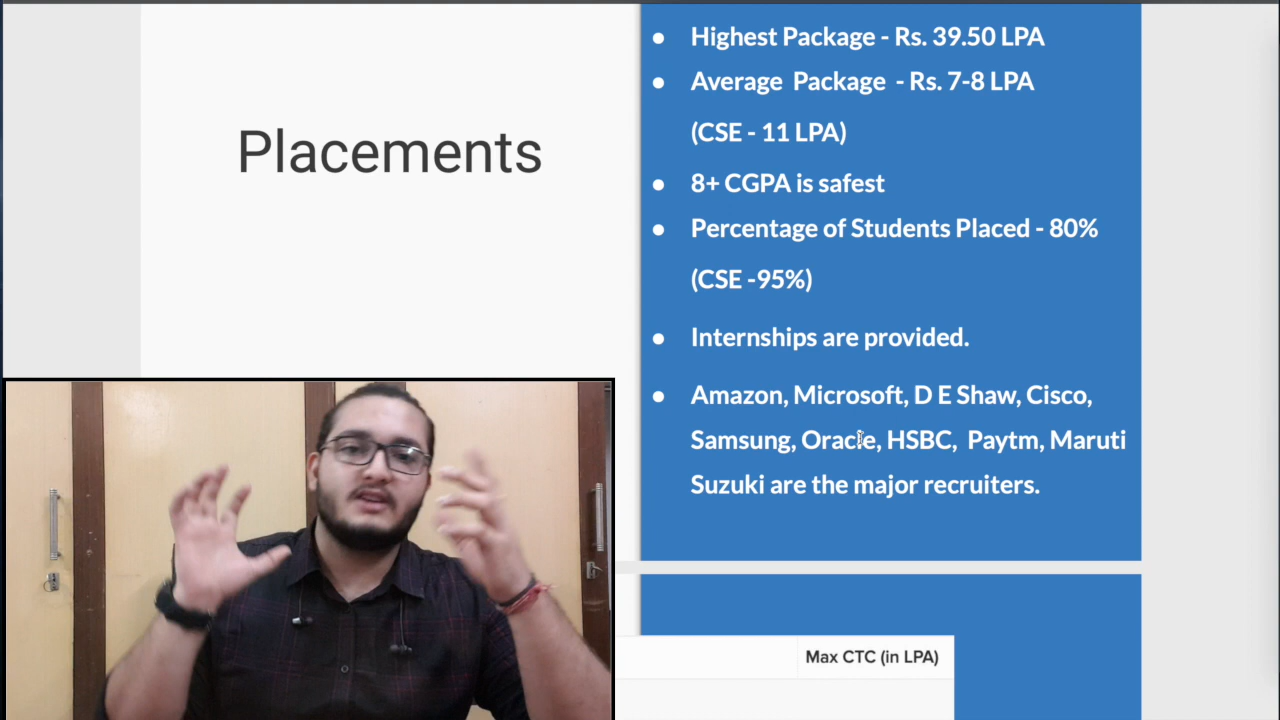 Placements
Highest Package - Rs. 39.50 LPA
Average Package - Rs. 7-8 LPA
(CSE - 11 LPA)
8+ CGPA is safest
Percentage of Students Placed - 80%
(CSE -95%)
Internships are provided.
Amazon, Microsoft, D E Shaw, Cisco,
Samsung, Oracle, HSBC, Paytm, Maruti
Suzuki are the major recruiters.
Max CTC (in LPA)